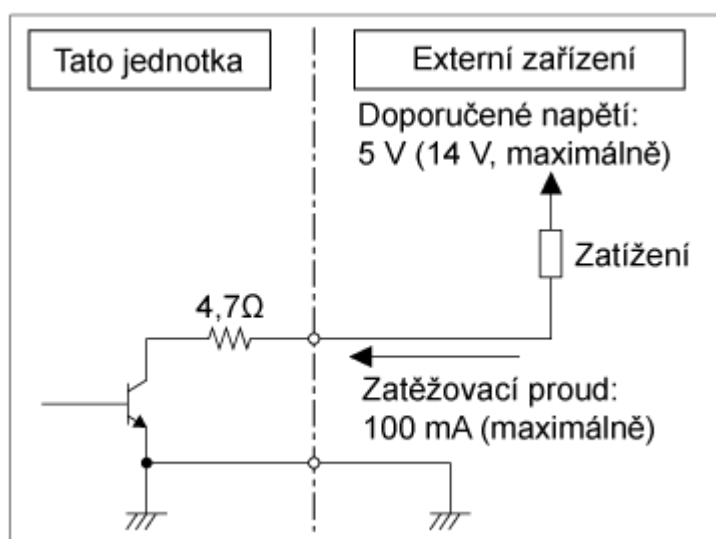 Tato jednotka
Externí zařízení
Doporučené napětí:
5 V (14 V, maximálně)
Zatížení
4,7Ω
Zatěžovací proud:
100 mA (maximálně)